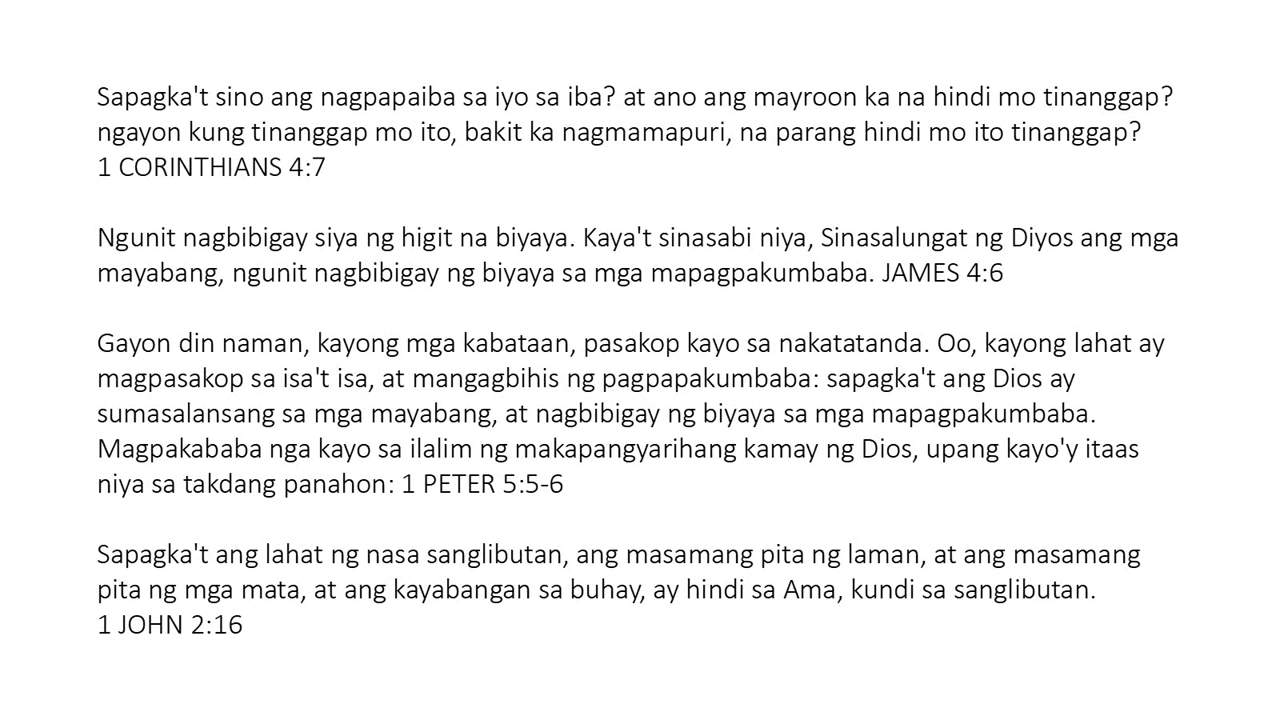 Sapagka't sino ang nagpapaiba sa iyo sa iba? at ano ang mayroon ka na hindi mo tinanggap?
ngayon kung tinanggap mo ito, bakit ka nagmamapuri, na parang hindi mo ito tinanggap?
1 CORINTHIANS 4:7
Ngunit nagbibigay siya ng higit na biyaya. Kaya't sinasabi niya, Sinasalungat ng Diyos ang mga
mayabang, ngunit nagbibigay ng biyaya sa mga mapagpakumbaba. JAMES 4:6
Gayon din naman, kayong mga kabataan, pasakop kayo sa nakatatanda. Oo, kayong lahat ay
magpasakop sa isa't isa, at mangagbihis ng pagpapakumbaba: sapagka't ang Dios ay
sumasalansang sa mga mayabang, at nagbibigay ng biyaya sa mga mapagpakumbaba.
Magpakababa nga kayo sa ilalim ng makapangyarihang kamay ng Dios, upang kayo'y itaas
niya sa takdang panahon: 1 PETER 5:5-6
Sapagka't ang lahat ng nasa sanglibutan, ang masamang pita ng laman, at ang masamang
pita ng mga mata, at ang kayabangan sa buhay, ay hindi sa Ama, kundi sa sanglibutan.
1 JOHN 2:16